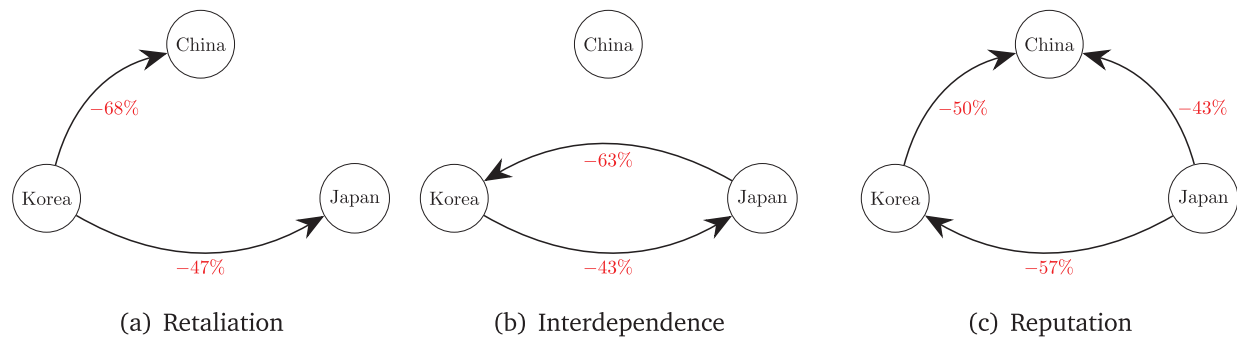 China
−68%
Korea
Japan
−47%
(a) Retaliation
China
−63%
Korea
Japan
−43%
(b) Interdependence
China
−50%
−43%
Korea
Japan
−57%
(c) Reputation